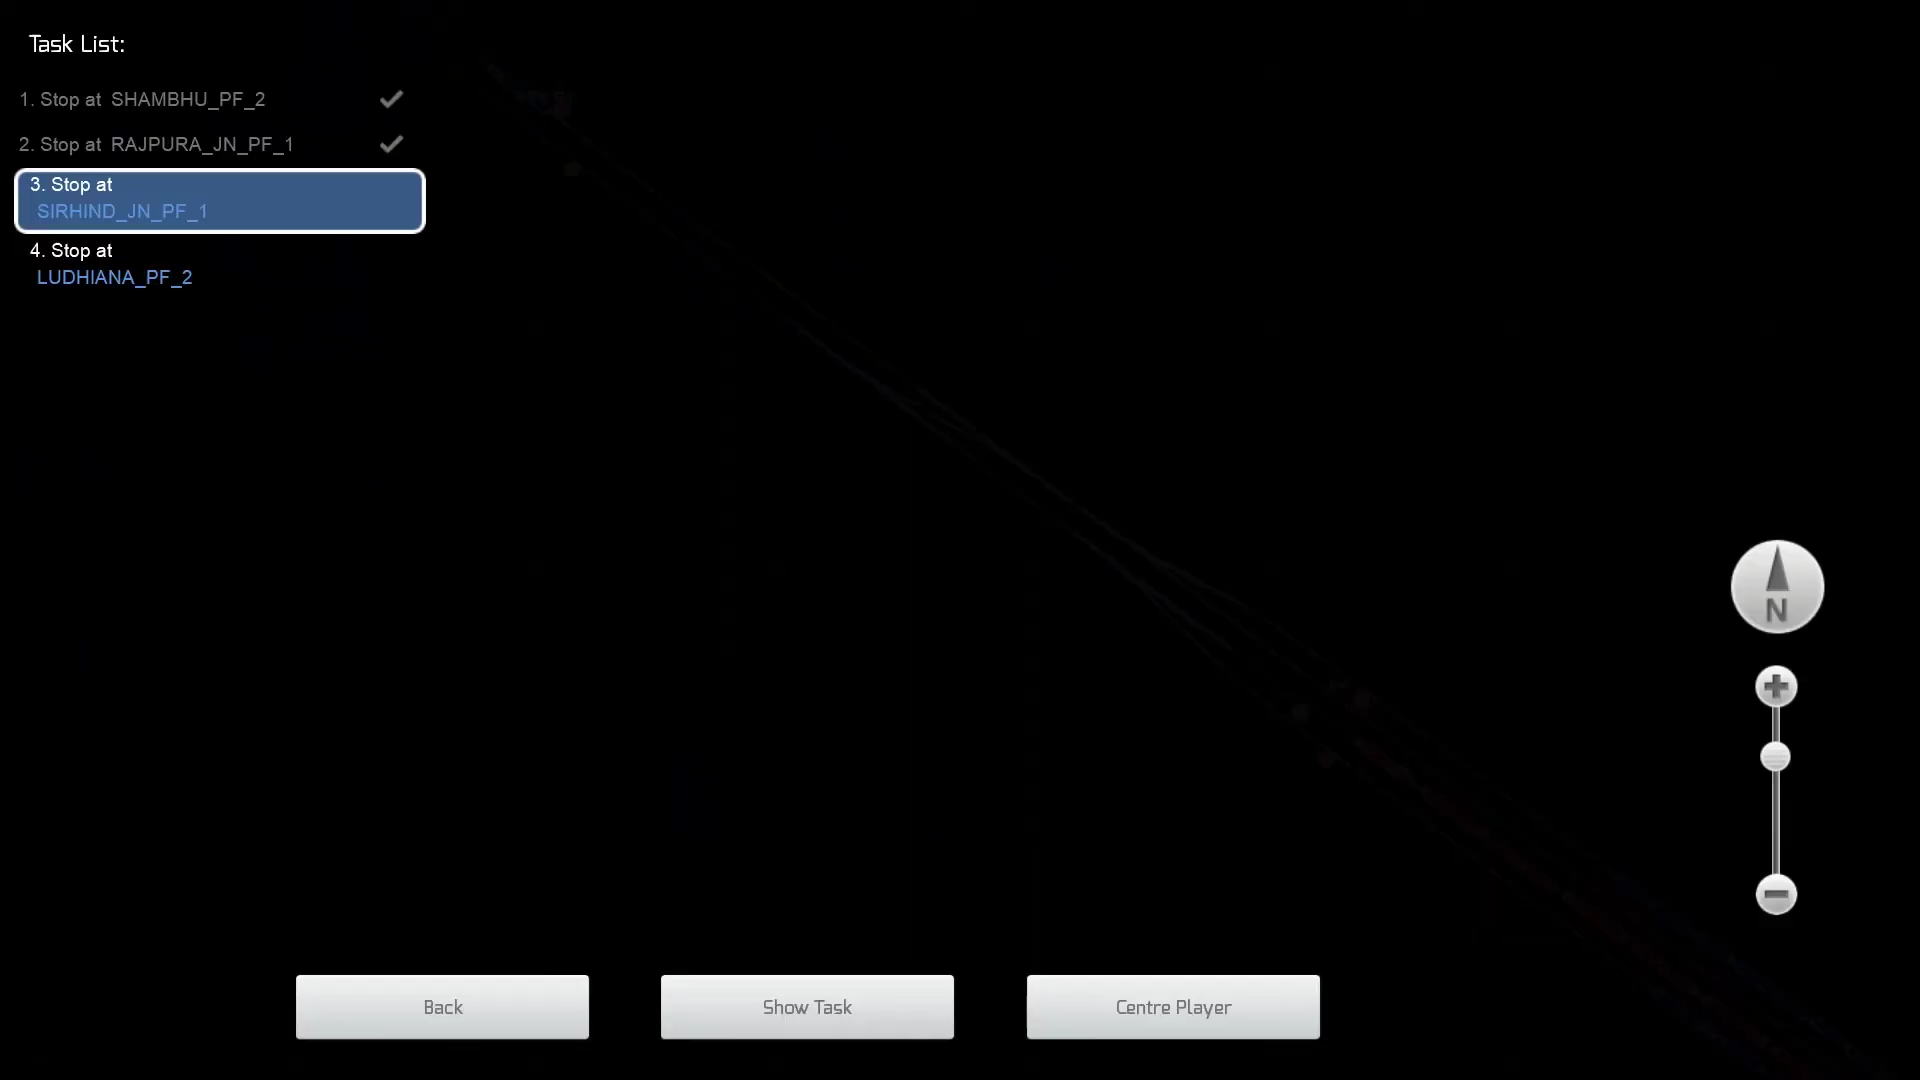 Task List:
1. Stop at SHAMBHU_PF_2
2. Stop at RAJPURA_JN_PF_1
3. Stop at
SIRHIND_JN_PF_1
4. Stop at
LUDHIANA_PF_2
N
Back
Show Task
Centre Player